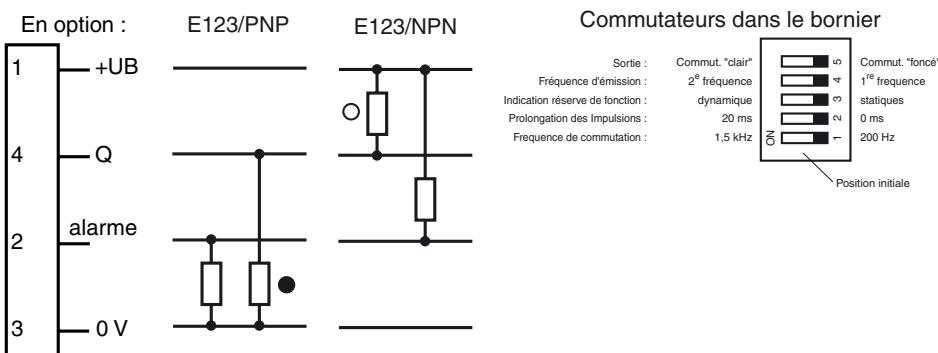 En option :
E123/PNP
E123/NPN
1
+UB
4
Q
2
alarme
3
0 V
Commutateurs dans le bornier
Sortie :
Commut. "clair"
5
Commut. "foncé"
Fréquence d'émission :
2e fréquence
4
1re frequence
Indication réserve de fonction :
dynamique
3
statiques
Prolongation des Impulsions :
20 ms
2
0 ms
Frequence de commutation :
1,5 kHz
ON
1
200 Hz
Position initiale